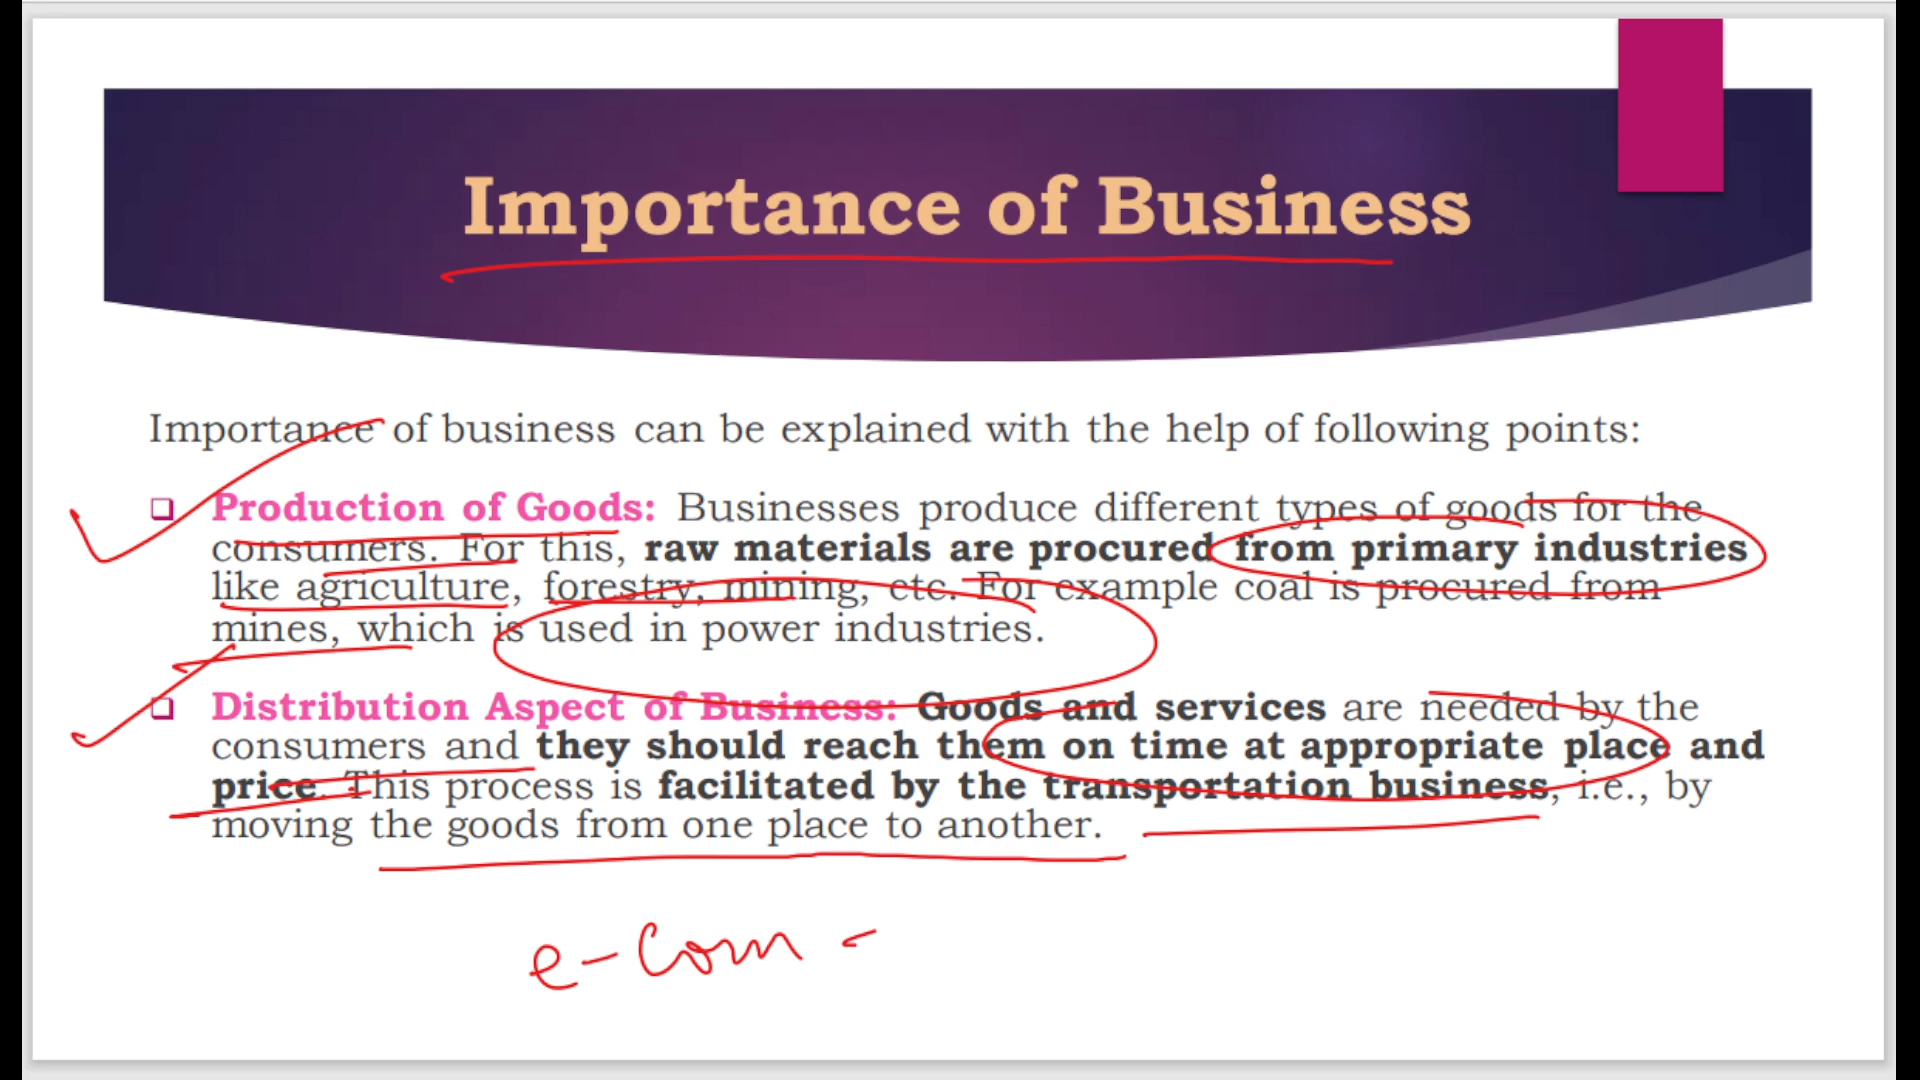 Importance of Business
Importance of business can be explained with the help of following points:
Production of Goods: Businesses produce different types of goods for the
consumers. For this, raw materials are procured from primary industries
like agriculture, forestry, mining, etc. For example coal is procured from
mines, which is used in power industries.
Distribution Aspect of Business: Goods and services are needed by the
consumers and they should reach them on time at appropriate place and
price. This process is facilitated by the transportation business, i.e., by
moving the goods from one place to another.
e-Com -